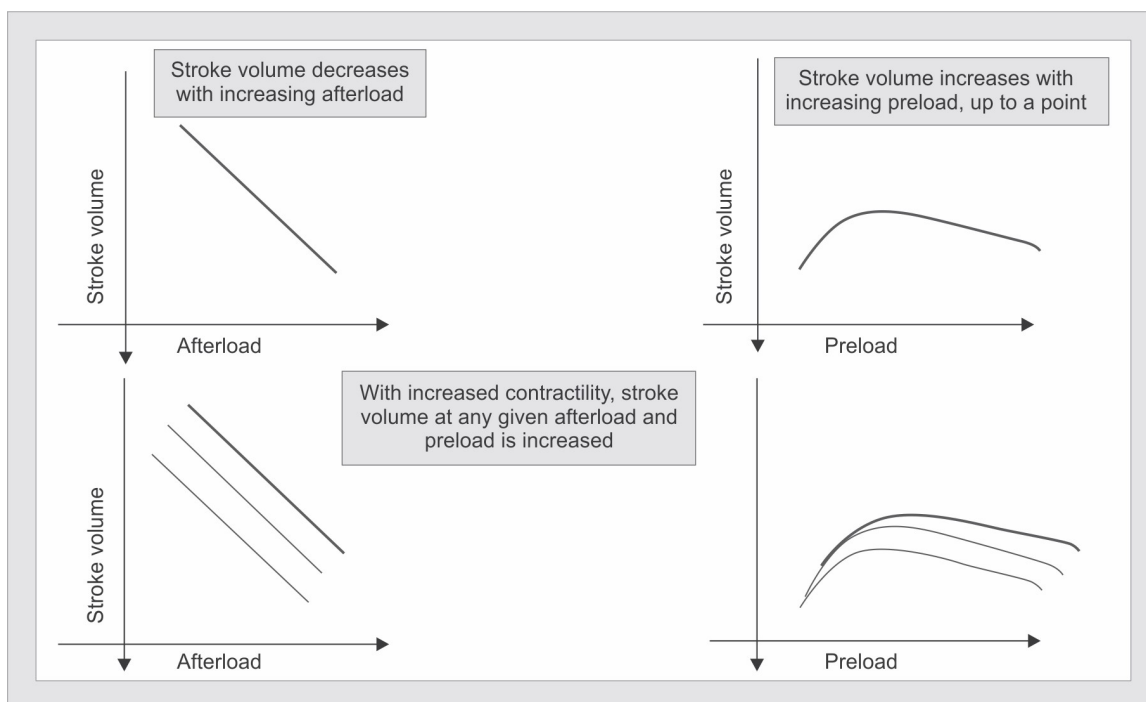 Stroke volume decreases
with increasing afterload
Stroke volume
Afterload
Stroke volume increases with
increasing preload, up to a point
Stroke volume
Preload
With increased contractility, stroke
volume at any given afterload and
preload is increased
Stroke volume
Afterload
Preload